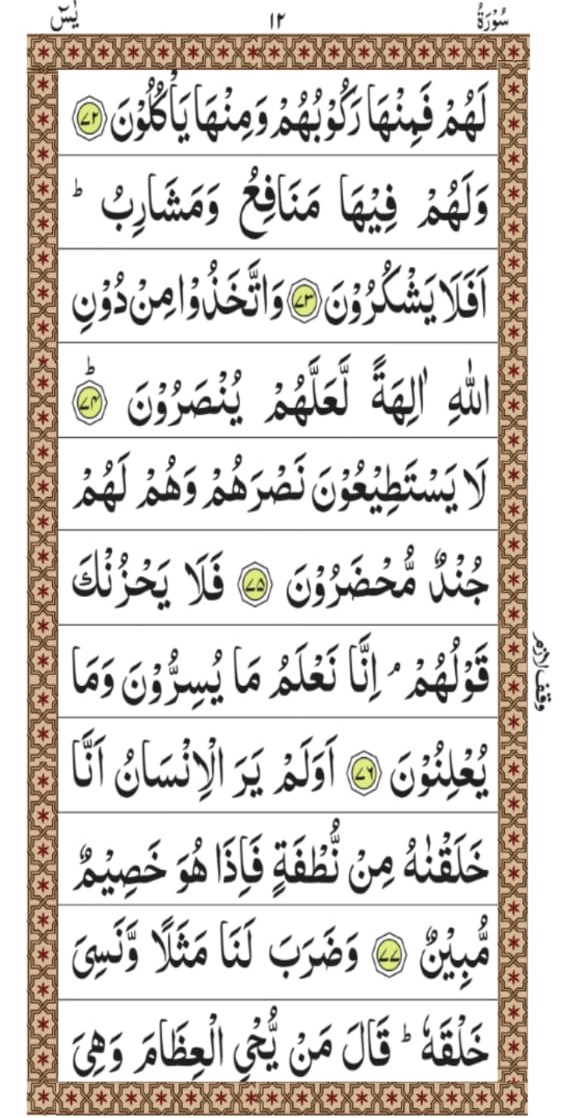 سُوْرَةُ ١٢ يٰسٓ
لَهُمْ فَمِنْهَا رَكُوْبُهُمْ وَمِنْهَا يَاْكُلُوْنَ ۝٧٢
وَلَهُمْ فِيْهَا مَنَافِعُ وَمَشَارِبُ ؕ
اَفَلَا يَشْكُرُوْنَ ۝٧٣ وَاتَّخَذُوْا مِنْ دُوْنِ
اللّٰهِ اٰلِهَةً لَّعَلَّهُمْ يُنْصَرُوْنَ ؕ۝٧٤
لَا يَسْتَطِيْعُوْنَ نَصْرَهُمْ وَهُمْ لَهُمْ
جُنْدٌ مُّحْضَرُوْنَ ۝٧٥ فَلَا يَحْزُنْكَ
قَوْلُهُمْ ۘ اِنَّا نَعْلَمُ مَا يُسِرُّوْنَ وَمَا
وقف لازم
يُعْلِنُوْنَ ۝٧٦ اَوَلَمْ يَرَ الْاِنْسَانُ اَنَّا
خَلَقْنٰهُ مِنْ نُّطْفَةٍ فَاِذَا هُوَ خَصِيْمٌ
مُّبِيْنٌ ۝٧٧ وَضَرَبَ لَنَا مَثَلًا وَّنَسِىَ
خَلْقَهٗ ؕ قَالَ مَنْ يُّحْىِ الْعِظَامَ وَهِىَ